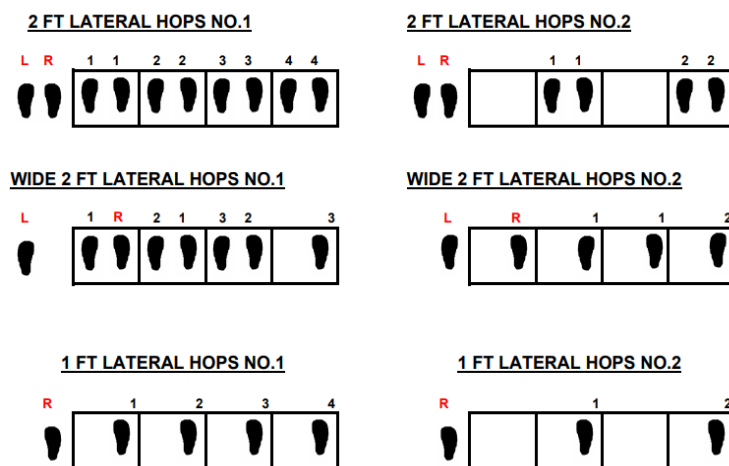 2 FT LATERAL HOPS NO.1
L R 1 1 2 2 3 3 4 4
2 FT LATERAL HOPS NO.2
L R 1 1 2 2
WIDE 2 FT LATERAL HOPS NO.1
L 1 R 2 1 3 2 3
WIDE 2 FT LATERAL HOPS NO.2
L R 1 1 2
1 FT LATERAL HOPS NO.1
R 1 2 3 4
1 FT LATERAL HOPS NO.2
R 1 2